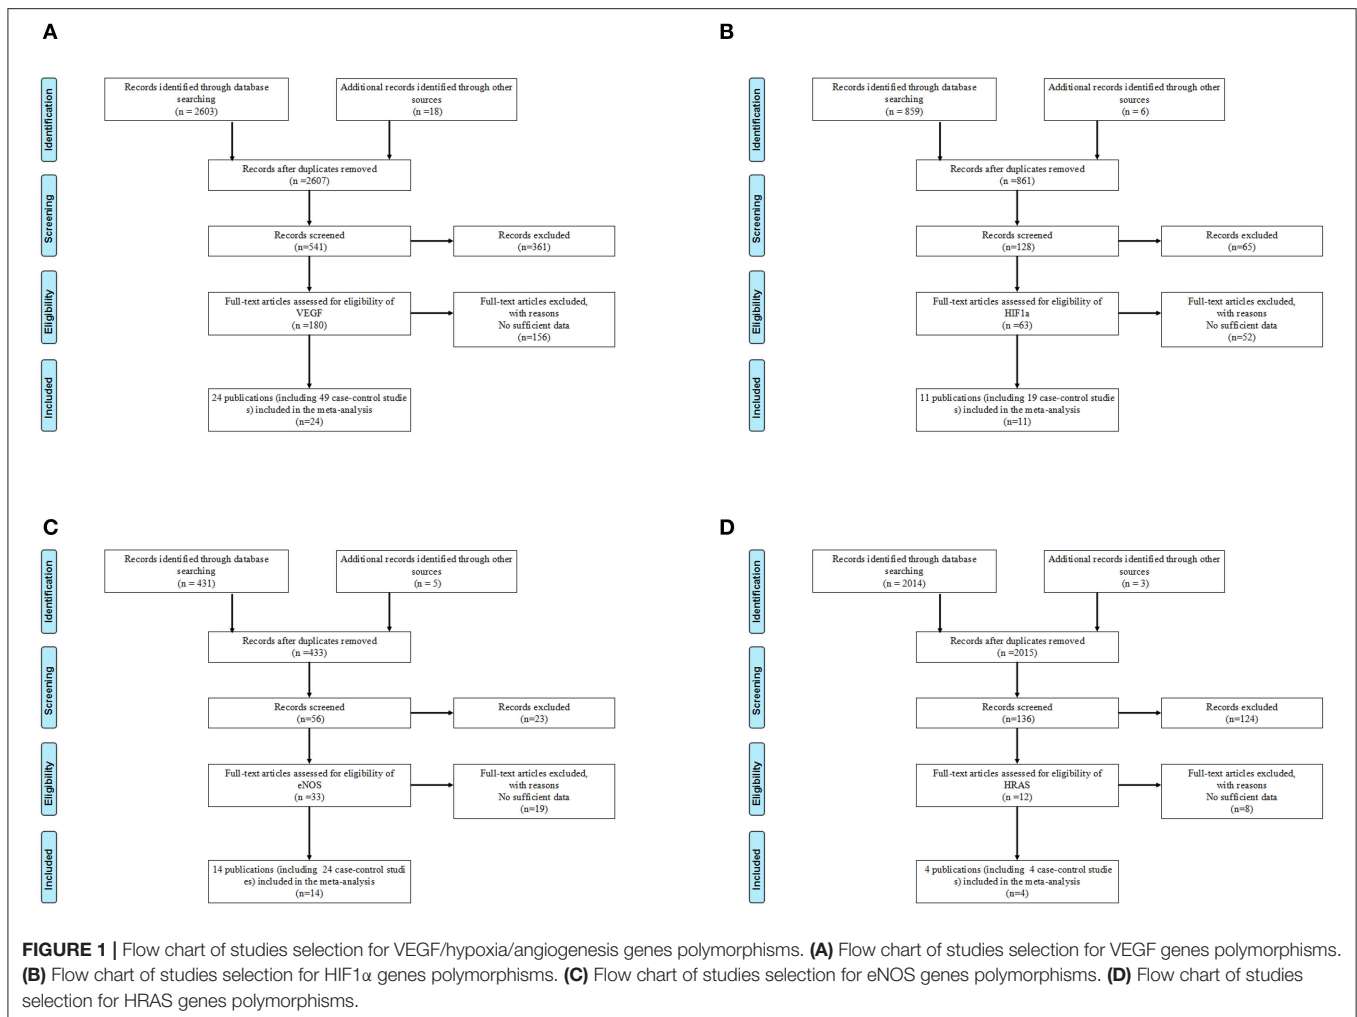 A
Identification
Records identified through database
searching
(n = 2603)
Additional records identified through other
sources
(n =18)
Records after duplicates removed
(n =2607)
Screening
Records screened
(n=541)
Records excluded
(n=361)
Eligibility
Full-text articles assessed for eligibility of
VEGF
(n =180)
Full-text articles excluded,
with reasons
No sufficient data
(n=156)
Included
24 publications (including 49 case-control studie
s) included in the meta-analysis
(n=24)
B
Identification
Records identified through database
searching
(n = 859)
Additional records identified through other
sources
(n = 6)
Records after duplicates removed
(n =861)
Screening
Records screened
(n=128)
Records excluded
(n=65)
Eligibility
Full-text articles assessed for eligibility of
HIF1a
(n =63)
Full-text articles excluded,
with reasons
No sufficient data
(n=52)
Included
11 publications (including 19 case-control studie
s) included in the meta-analysis
(n=11)
C
Identification
Records identified through database
searching
(n = 431)
Additional records identified through other
sources
(n = 5)
Records after duplicates removed
(n =433)
Screening
Records screened
(n=56)
Records excluded
(n=23)
Eligibility
Full-text articles assessed for eligibility of
eNOS
(n =33)
Full-text articles excluded,
with reasons
No sufficient data
(n=19)
Included
14 publications (including 24 case-control studi
es) included in the meta-analysis
(n=14)
D
Identification
Records identified through database
searching
(n = 2014)
Additional records identified through other
sources
(n = 3)
Records after duplicates removed
(n =2015)
Screening
Records screened
(n=136)
Records excluded
(n=124)
Eligibility
Full-text articles assessed for eligibility of
HRAS
(n =12)
Full-text articles excluded,
with reasons
No sufficient data
(n=8)
Included
4 publications (including 4 case-control studie
s) included in the meta-analysis
(n=4)
FIGURE 1 | Flow chart of studies selection for VEGF/hypoxia/angiogenesis genes polymorphisms. (A) Flow chart of studies selection for VEGF genes polymorphisms.
(B) Flow chart of studies selection for HIF1α genes polymorphisms. (C) Flow chart of studies selection for eNOS genes polymorphisms. (D) Flow chart of studies
selection for HRAS genes polymorphisms.